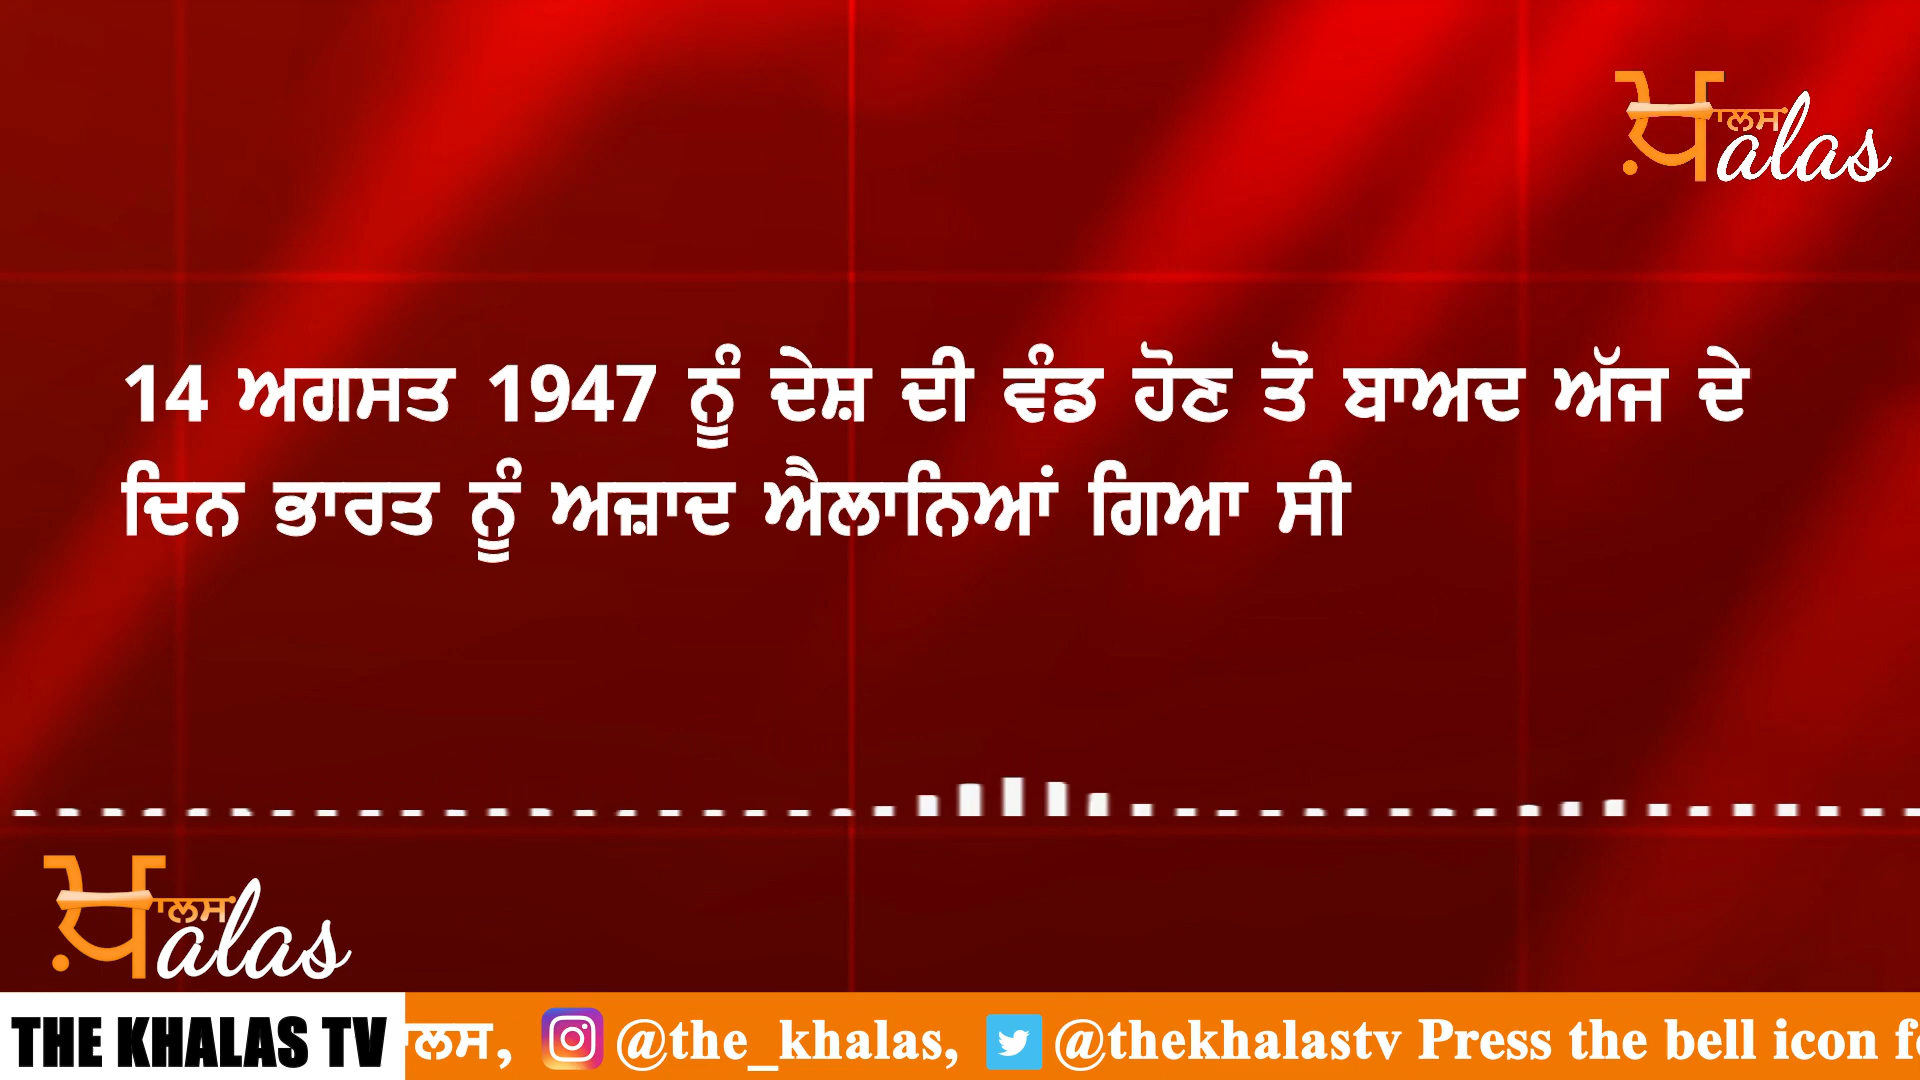 ਖ਼ਾਲਸ alas
14 ਅਗਸਤ 1947 ਨੂੰ ਦੇਸ਼ ਦੀ ਵੰਡ ਹੋਣ ਤੋਂ ਬਾਅਦ ਅੱਜ ਦੇ
ਦਿਨ ਭਾਰਤ ਨੂੰ ਅਜ਼ਾਦ ਐਲਾਨਿਆਂ ਗਿਆ ਸੀ
ਖ਼ਾਲਸ alas
THE KHALAS TV ਾਲਸ, @the_khalas, @thekhalastv Press the bell icon f